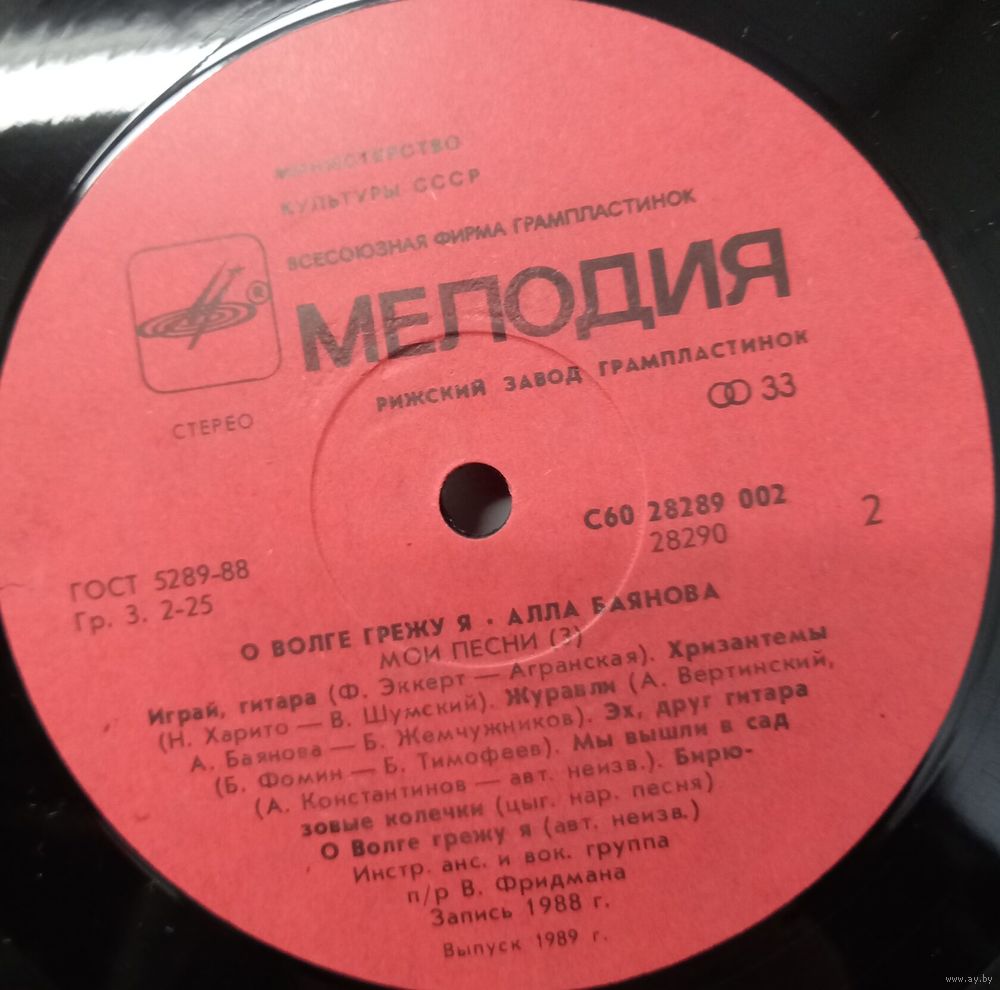 МИНИСТЕРСТВО
КУЛЬТУРЫ СССР
ВСЕСОЮЗНАЯ ФИРМА ГРАМПЛАСТИНОК
®
МЕЛОДИЯ
РИЖСКИЙ ЗАВОД ГРАМПЛАСТИНОК
СТЕРЕО
33
С60 28289 002
28290
2
ГОСТ 5289-88
Гр. 3. 2-25
О ВОЛГЕ ГРЕЖУ Я · АЛЛА БАЯНОВА
МОИ ПЕСНИ (3)
Играй, гитара (Ф. Эккерт — Агранская). Хризантемы
(Н. Харито — В. Шумский). Журавли (А. Вертинский,
А. Баянова — Б. Жемчужников). Эх, друг гитара
(Б. Фомин — Б. Тимофеев). Мы вышли в сад
(А. Константинов — авт. неизв.). Бирю-
зовые колечки (цыг. нар. песня)
О Волге грежу я (авт. неизв.)
Инстр. анс. и вок. группа
п/р В. Фридмана
Запись 1988 г.
Выпуск 1989 г.
www.ay.by